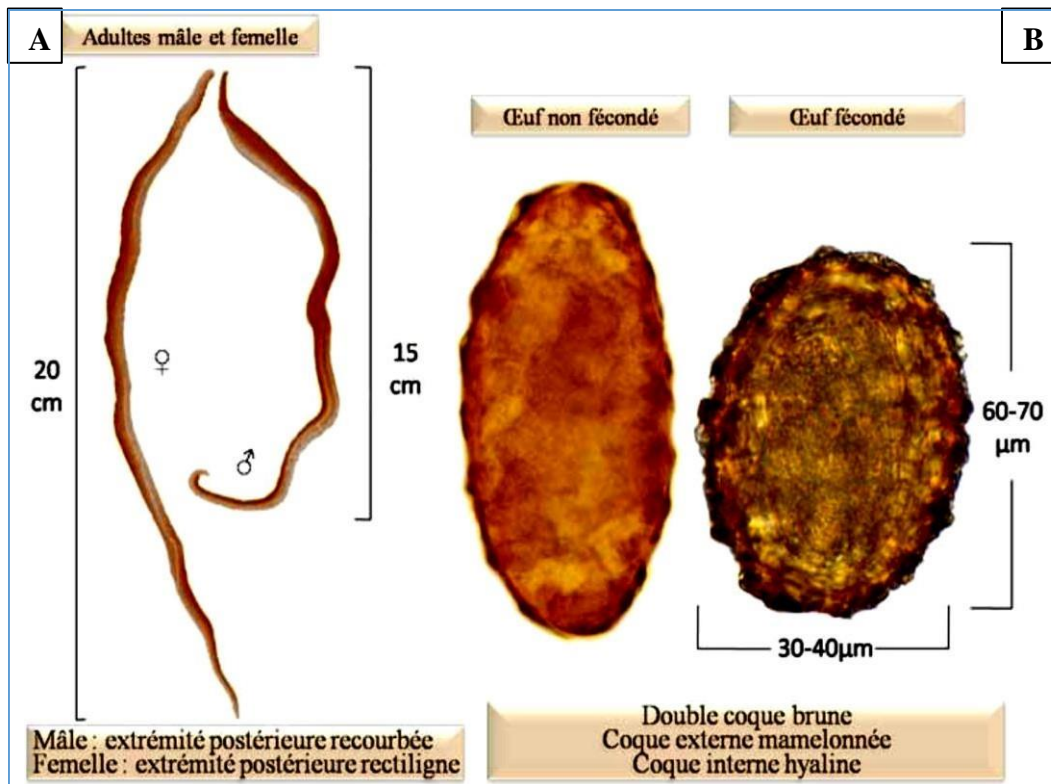 A
Adultes mâle et femelle
B
Œuf non fécondé
Œuf fécondé
20
cm
♀
♂
15
cm
60-70
µm
30-40µm
Mâle : extrémité postérieure recourbée
Femelle : extrémité postérieure rectiligne
Double coque brune
Coque externe mamelonnée
Coque interne hyaline